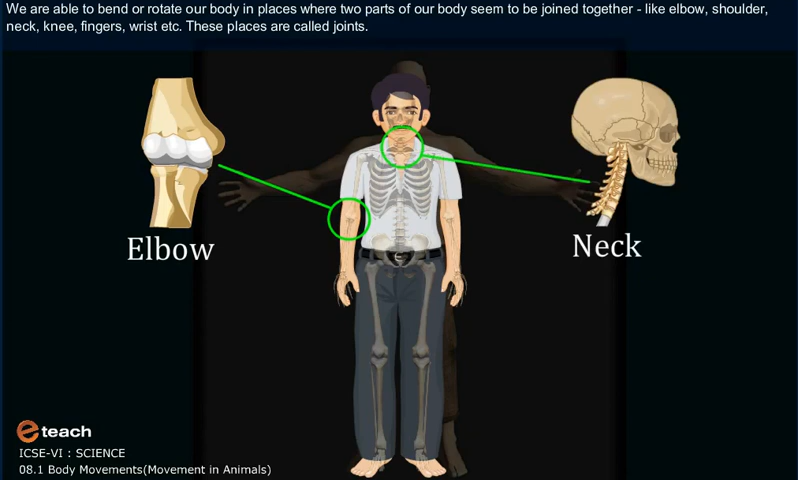 We are able to bend or rotate our body in places where two parts of our body seem to be joined together - like elbow, shoulder,
neck, knee, fingers, wrist etc. These places are called joints.
Elbow
Neck
e teach
ICSE-VI : SCIENCE
08.1 Body Movements(Movement in Animals)